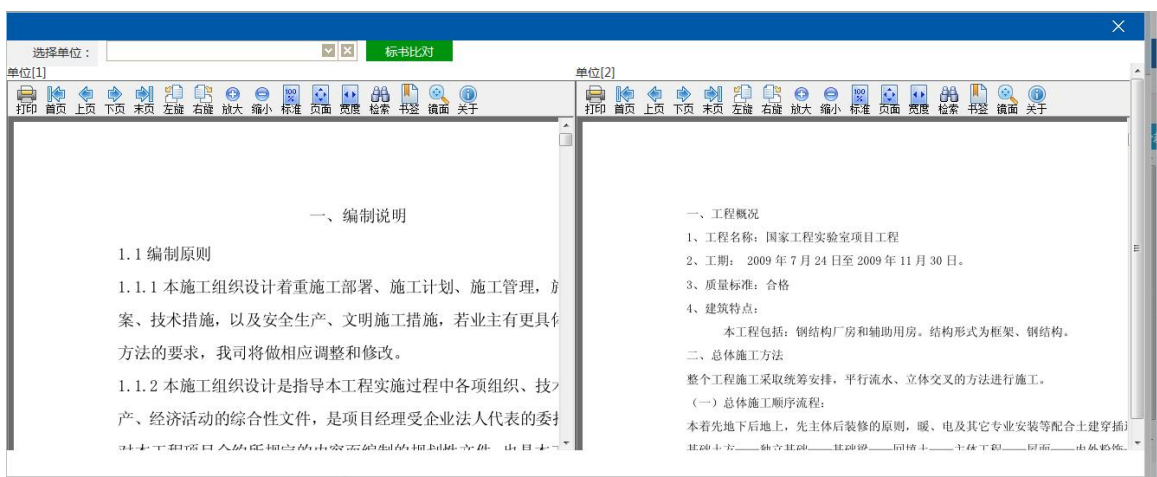 选择单位：
标书比对
单位[1]
打印 首页 上页 下页 末页 左旋 右旋 放大 缩小 标准 页面 宽度 检索 书签 镜面 关于
一、编制说明
1.1 编制原则
1.1.1 本施工组织设计着重施工部署、施工计划、施工管理，
案、技术措施，以及安全生产、文明施工措施，若业主有更具
方法的要求，我司将做相应调整和修改。
1.1.2 本施工组织设计是指导本工程实施过程中各项组织、技
产、经济活动的综合性文件，是项目经理受企业法人代表的委
单位[2]
打印 首页 上页 下页 末页 左旋 右旋 放大 缩小 标准 页面 宽度 检索 书签 镜面 关于
一、工程概况
1、工程名称：国家工程实验室项目工程
2、工期： 2009 年 7 月 24 日至 2009 年 11 月 30 日。
3、质量标准：合格
4、建筑特点：
本工程包括：钢结构厂房和辅助用房。结构形式为框架、钢结构。
二、总体施工方法
整个工程施工采取统筹安排，平行流水、立体交叉的方法进行施工。
（一）总体施工顺序流程：
本着先地下后地上，先主体后装修的原则，暖、电及其它专业安装等配合土建穿插